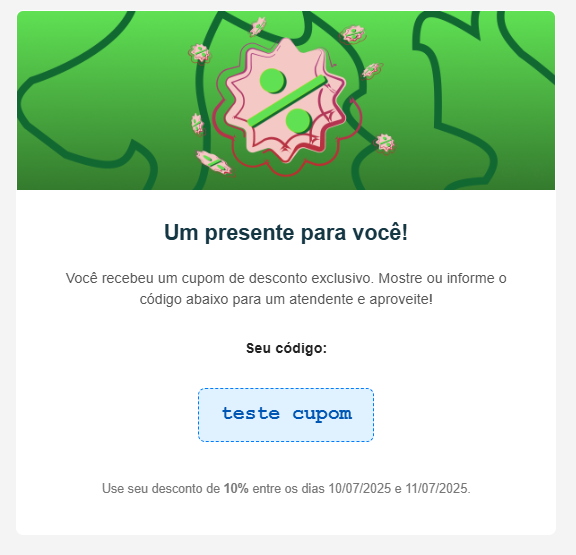 Um presente para você!
Você recebeu um cupom de desconto exclusivo. Mostre ou informe o
código abaixo para um atendente e aproveite!
Seu código:
teste cupom
Use seu desconto de 10% entre os dias 10/07/2025 e 11/07/2025.